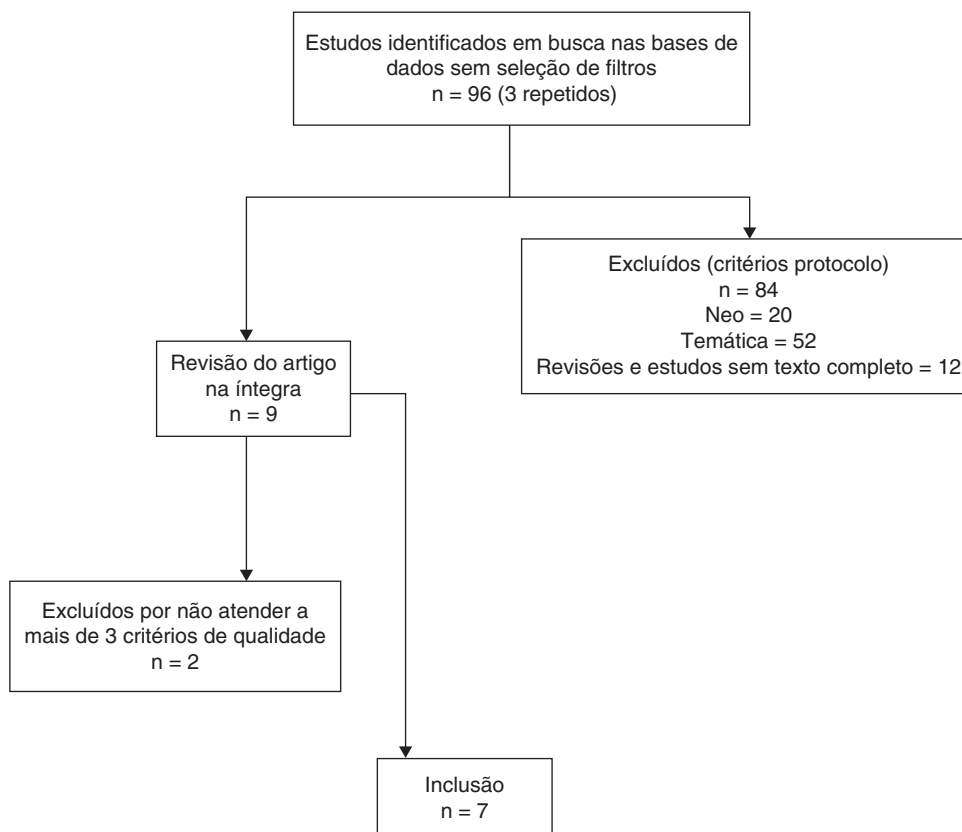 Estudos identificados em busca nas bases de
dados sem seleção de filtros
n = 96 (3 repetidos)
Excluídos (critérios protocolo)
n = 84
Neo = 20
Temática = 52
Revisões e estudos sem texto completo = 12
Revisão do artigo
na íntegra
n = 9
Excluídos por não atender a
mais de 3 critérios de qualidade
n = 2
Inclusão
n = 7